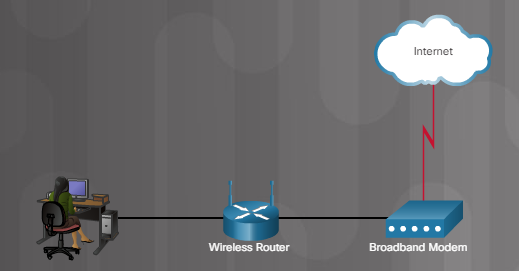 Internet
Wireless Router
Broadband Modem